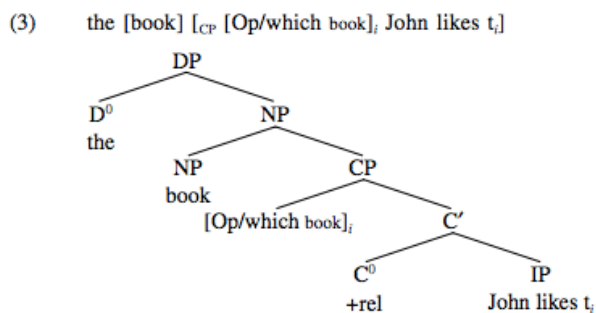 (3) the [book] [CP [Op/which book]i John likes ti]
DP
D⁰ NP
the
NP CP
book
[Op/which book]i C′
C⁰ IP
+rel John likes ti